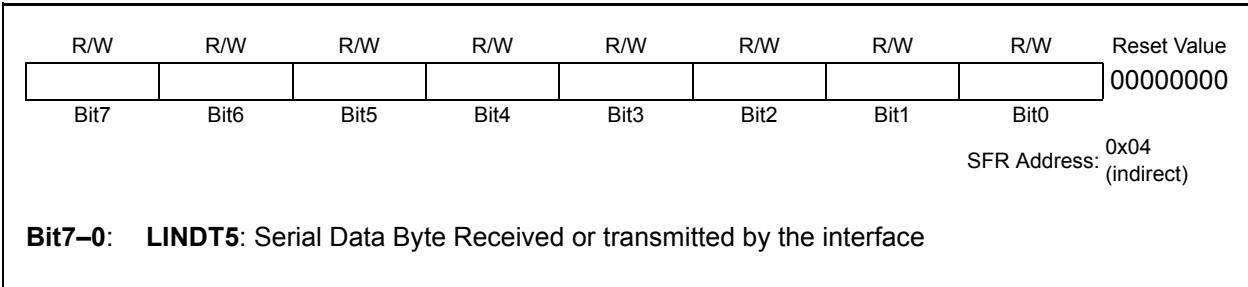 R/W R/W R/W R/W R/W R/W R/W R/W Reset Value
00000000
Bit7 Bit6 Bit5 Bit4 Bit3 Bit2 Bit1 Bit0
SFR Address: 0x04
(indirect)
Bit7–0: LINDT5: Serial Data Byte Received or transmitted by the interface